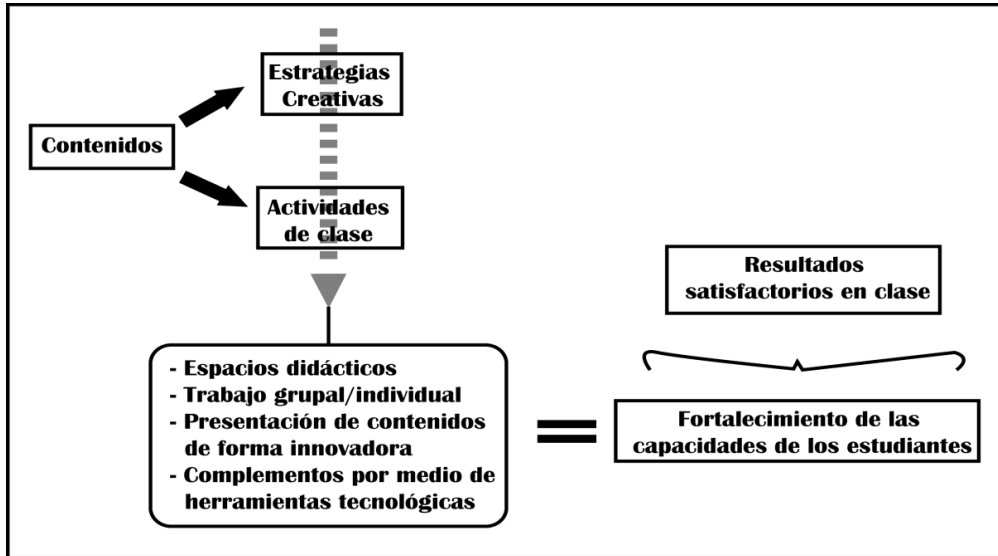 Estrategias
Creativas
Contenidos
Actividades
de clase
- Espacios didácticos
- Trabajo grupal/individual
- Presentación de contenidos
de forma innovadora
- Complementos por medio de
herramientas tecnológicas
=
Resultados
satisfactorios en clase
Fortalecimiento de las
capacidades de los estudiantes